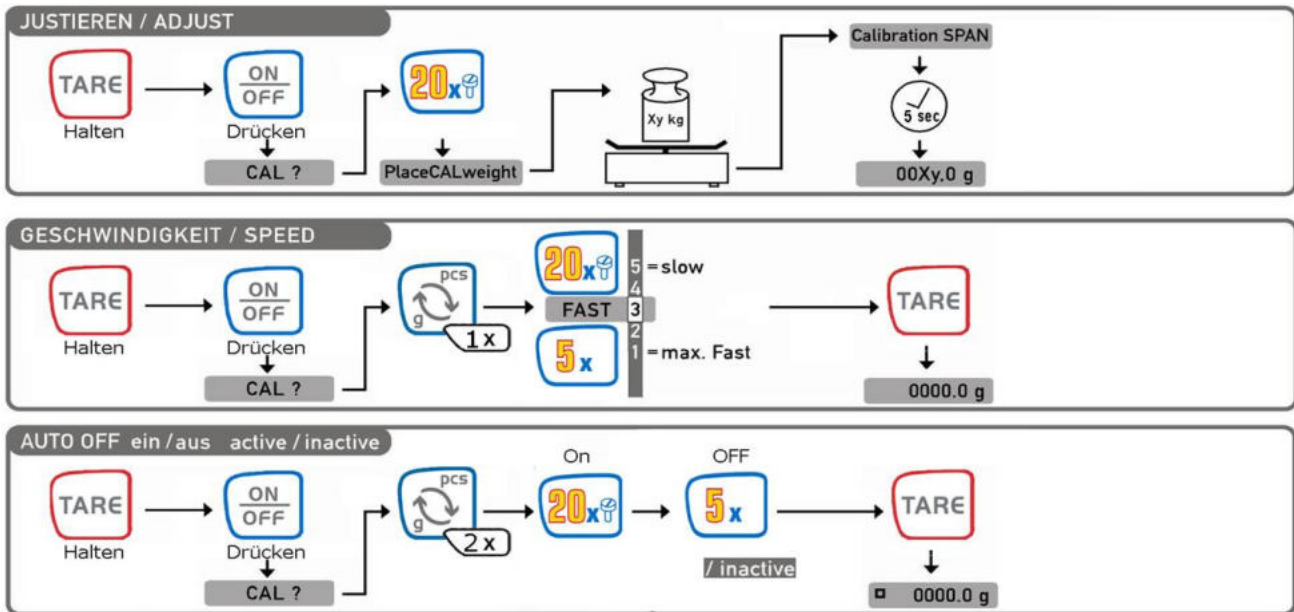 JUSTIEREN / ADJUST
TARE
Halten
ON
OFF
Drücken
CAL ?
20x
PlaceCALweight
Xy kg
Calibration SPAN
5 sec
00Xy,0 g
GESCHWINDIGKEIT / SPEED
TARE
Halten
ON
OFF
Drücken
CAL ?
pcs
g
1x
20x
5 =slow
4
FAST 3
2
5x
1 =max. Fast
TARE
0000.0 g
AUTO OFF ein/aus active/inactive
TARE
Halten
ON
OFF
Drücken
CAL ?
pcs
g
2x
On
20x
OFF
5x
/ inactive
TARE
0000.0 g